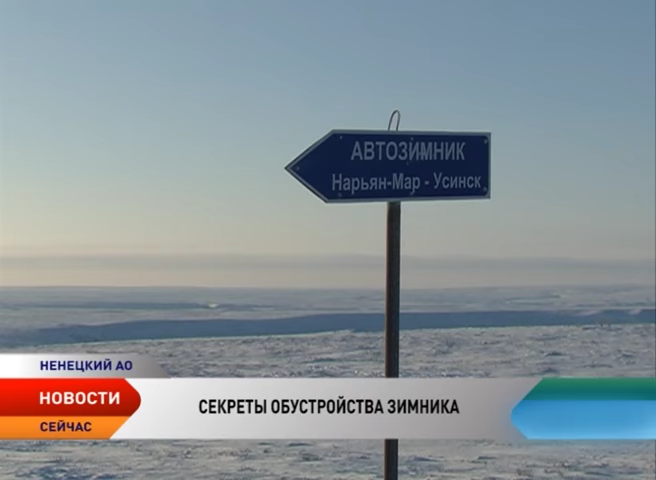 АВТОЗИМНИК
Нарьян-Мар - Усинск
НЕНЕЦКИЙ АО
НОВОСТИ
СЕЙЧАС
СЕКРЕТЫ ОБУСТРОЙСТВА ЗИМНИКА